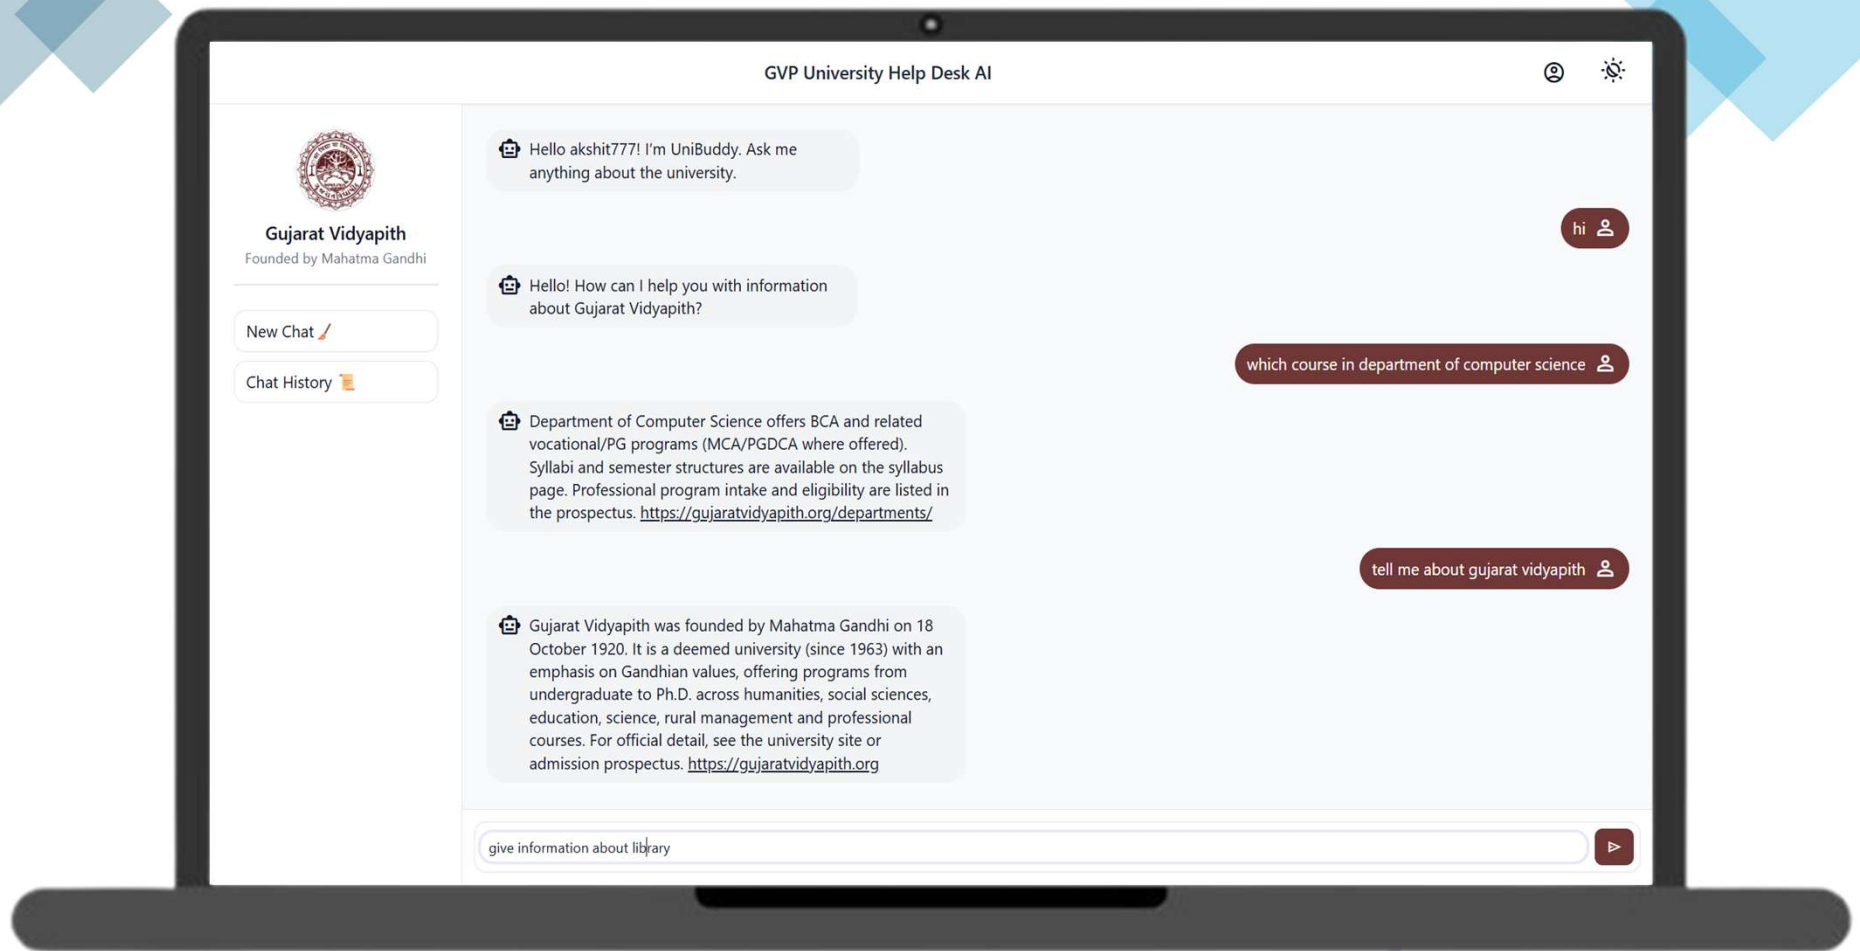 GVP University Help Desk AI
Gujarat Vidyapith
Founded by Mahatma Gandhi
New Chat
Chat History
Hello akshit777! I'm UniBuddy. Ask me
anything about the university.
hi
Hello! How can I help you with information
about Gujarat Vidyapith?
which course in department of computer science
Department of Computer Science offers BCA and related
vocational/PG programs (MCA/PGDCA where offered).
Syllabi and semester structures are available on the syllabus
page. Professional program intake and eligibility are listed in
the prospectus. https://gujaratvidyapith.org/departments/
tell me about gujarat vidyapith
Gujarat Vidyapith was founded by Mahatma Gandhi on 18
October 1920. It is a deemed university (since 1963) with an
emphasis on Gandhian values, offering programs from
undergraduate to Ph.D. across humanities, social sciences,
education, science, rural management and professional
courses. For official detail, see the university site or
admission prospectus. https://gujaratvidyapith.org
give information about library